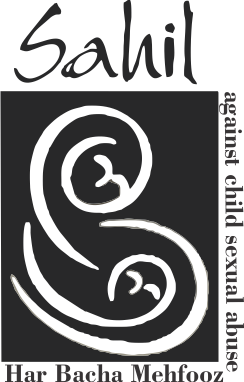 Sahil
against child sexual abuse
Har Bacha Mehfooz